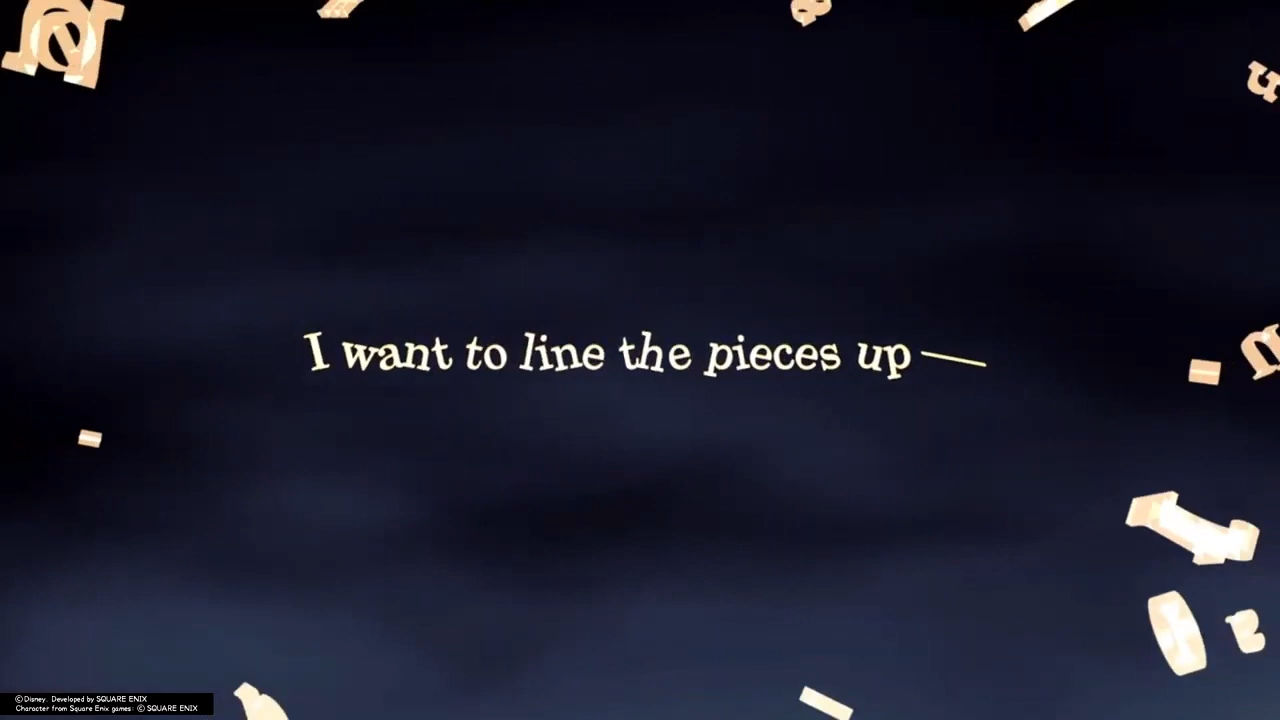 I want to line the pieces up—
©Disney. Developed by SQUARE ENIX
Character from Square Enix games: © SQUARE ENIX